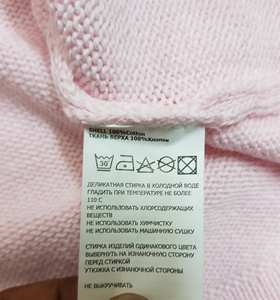 SHELL 100%Cotton
ТКАНЬ ВЕРХА 100%Хлопок
30
ДЕЛИКАТНАЯ СТИРКА В ХОЛОДНОЙ ВОДЕ
ГЛАДИТЬ ПРИ ТЕМПЕРАТУРЕ НЕ БОЛЕЕ
110 С
НЕ ИСПОЛЬЗОВАТЬ ХЛОРСОДЕРЖАЩИХ
ВЕЩЕСТВ
НЕ ИСПОЛЬЗОВАТЬ ХИМЧИСТКУ
НЕ ИСПОЛЬЗОВАТЬ МАШИННУЮ СУШКУ
СТИРКА ИЗДЕЛИЙ ОДИНАКОВОГО ЦВЕТА
ВЫВЕРНУТЬ НА ИЗНАНОЧНУЮ СТОРОНУ
ПЕРЕД СТИРКОЙ
УТЮЖКА С ИЗНАНОЧНОЙ СТОРОНЫ
НЕ ВЫКРУЧИВАТЬ